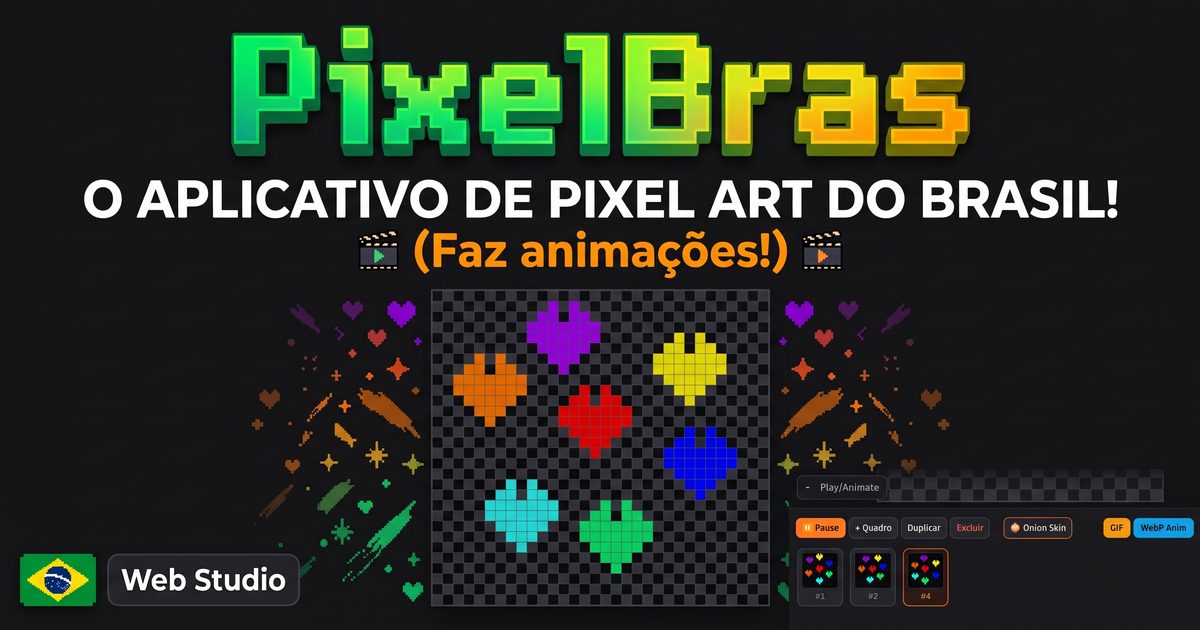 PixelBras
O APLICATIVO DE PIXEL ART DO BRASIL!
(Faz animações!)
- Play/Animate
Pause + Quadro Duplicar Excluir Onion Skin GIF WebP Anim
#1 #2 #4
Web Studio